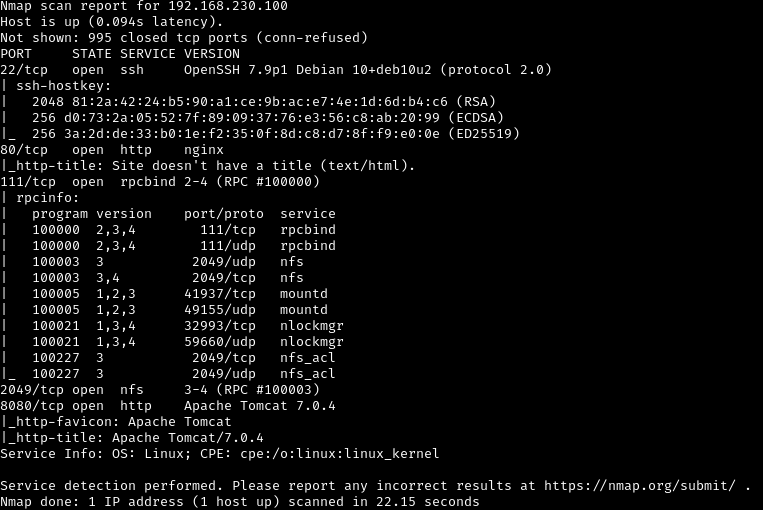 Nmap scan report for 192.168.230.100
Host is up (0.094s latency).
Not shown: 995 closed tcp ports (conn-refused)
PORT     STATE SERVICE VERSION
22/tcp   open  ssh     OpenSSH 7.9p1 Debian 10+deb10u2 (protocol 2.0)
| ssh-hostkey:
|   2048 81:2a:42:24:b5:90:a1:ce:9b:ac:e7:4e:1d:6d:b4:c6 (RSA)
|   256 d0:73:2a:05:52:7f:89:09:37:76:e3:56:c8:ab:20:99 (ECDSA)
|_  256 3a:2d:de:33:b0:1e:f2:35:0f:8d:c8:d7:8f:f9:e0:0e (ED25519)
80/tcp   open  http    nginx
|_http-title: Site doesn't have a title (text/html).
111/tcp  open  rpcbind 2-4 (RPC #100000)
| rpcinfo:
|   program version    port/proto  service
|   100000  2,3,4        111/tcp   rpcbind
|   100000  2,3,4        111/udp   rpcbind
|   100003  3           2049/udp   nfs
|   100003  3,4         2049/tcp   nfs
|   100005  1,2,3      41937/tcp   mountd
|   100005  1,2,3      49155/udp   mountd
|   100021  1,3,4      32993/tcp   nlockmgr
|   100021  1,3,4      59660/udp   nlockmgr
|   100227  3           2049/tcp   nfs_acl
|_  100227  3           2049/udp   nfs_acl
2049/tcp open  nfs     3-4 (RPC #100003)
8080/tcp open  http    Apache Tomcat 7.0.4
|_http-favicon: Apache Tomcat
|_http-title: Apache Tomcat/7.0.4
Service Info: OS: Linux; CPE: cpe:/o:linux:linux_kernel

Service detection performed. Please report any incorrect results at https://nmap.org/submit/ .
Nmap done: 1 IP address (1 host up) scanned in 22.15 seconds